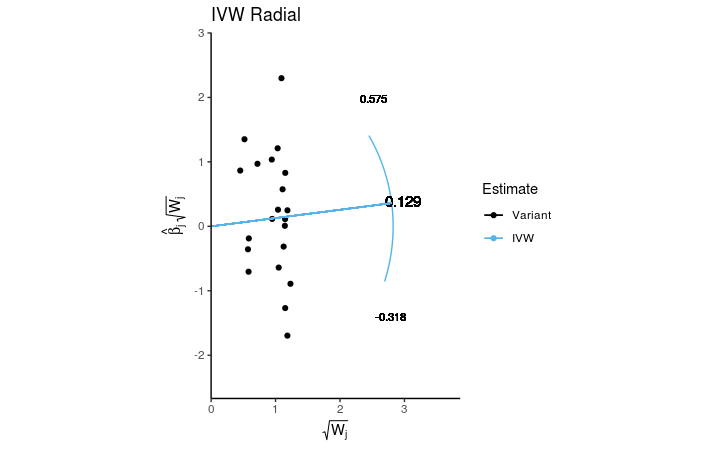 IVW Radial
3
2
1
0
-1
-2
0
1
2
3
β̂ⱼ√Wⱼ
√Wⱼ
0.575
0.129
-0.318
Estimate
Variant
IVW